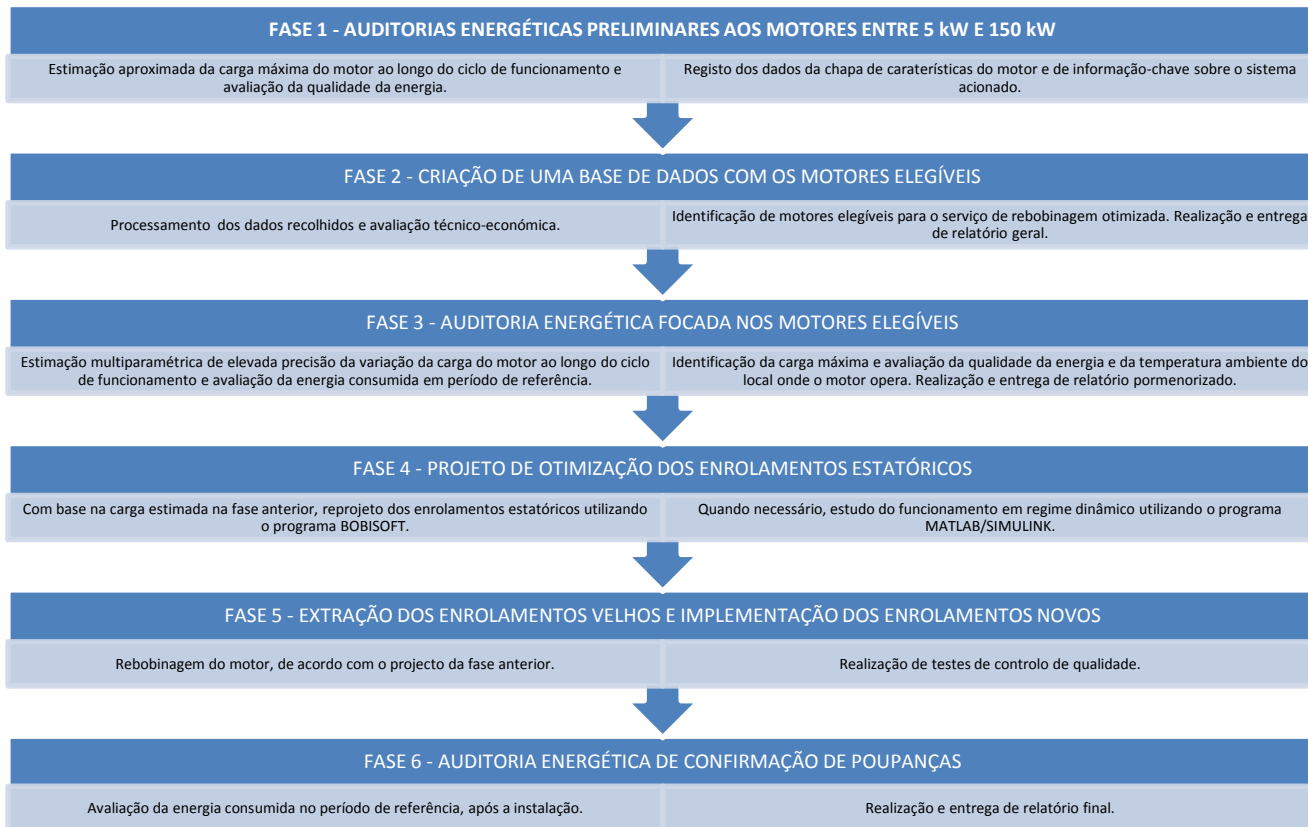 FASE 1 - AUDITORIAS ENERGÉTICAS PRELIMINARES AOS MOTORES ENTRE 5 kW E 150 kW
Estimação aproximada da carga máxima do motor ao longo do ciclo de funcionamento e
avaliação da qualidade da energia.
Registo dos dados da chapa de caraterísticas do motor e de informação-chave sobre o sistema
acionado.
FASE 2 - CRIAÇÃO DE UMA BASE DE DADOS COM OS MOTORES ELEGÍVEIS
Processamento dos dados recolhidos e avaliação técnico-económica.
Identificação de motores elegíveis para o serviço de rebobinagem otimizada. Realização e entrega
de relatório geral.
FASE 3 - AUDITORIA ENERGÉTICA FOCADA NOS MOTORES ELEGÍVEIS
Estimação multiparamétrica de elevada precisão da variação da carga do motor ao longo do ciclo
de funcionamento e avaliação da energia consumida em período de referência.
Identificação da carga máxima e avaliação da qualidade da energia e da temperatura ambiente do
local onde o motor opera. Realização e entrega de relatório pormenorizado.
FASE 4 - PROJETO DE OTIMIZAÇÃO DOS ENROLAMENTOS ESTATÓRICOS
Com base na carga estimada na fase anterior, reprojeto dos enrolamentos estatóricos utilizando
o programa BOBISOFT.
Quando necessário, estudo do funcionamento em regime dinâmico utilizando o programa
MATLAB/SIMULINK.
FASE 5 - EXTRAÇÃO DOS ENROLAMENTOS VELHOS E IMPLEMENTAÇÃO DOS ENROLAMENTOS NOVOS
Rebobinagem do motor, de acordo com o projecto da fase anterior.
Realização de testes de controlo de qualidade.
FASE 6 - AUDITORIA ENERGÉTICA DE CONFIRMAÇÃO DE POUPANÇAS
Avaliação da energia consumida no período de referência, após a instalação.
Realização e entrega de relatório final.